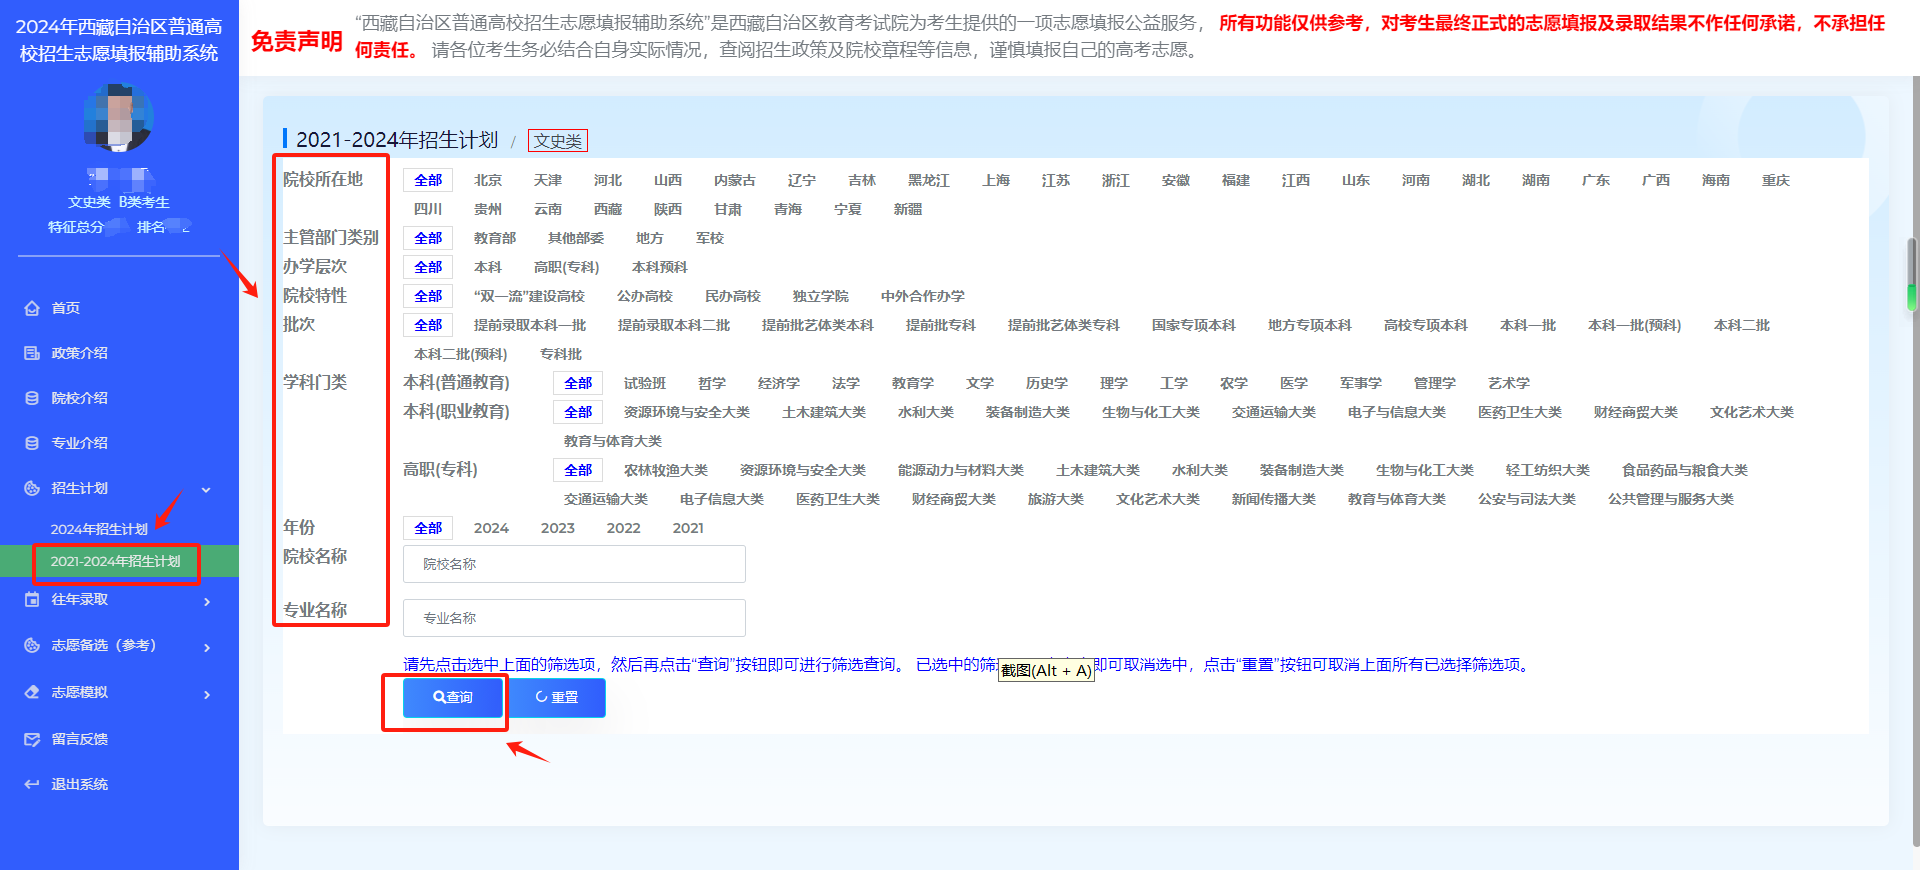 2024年西藏自治区普通高
校招生志愿填报辅助系统
文史类 B类考生
特征总分 排名
首页
政策介绍
院校介绍
专业介绍
招生计划
2024年招生计划
2021-2024年招生计划
往年录取
志愿备选（参考）
志愿模拟
留言反馈
退出系统
免责声明
“西藏自治区普通高校招生志愿填报辅助系统”是西藏自治区教育考试院为考生提供的一项志愿填报公益服务，所有功能仅供参考，对考生最终正式的志愿填报及录取结果不作任何承诺，不承担任
何责任。 请各位考生务必结合自身实际情况，查阅招生政策及院校章程等信息，谨慎填报自己的高考志愿。
2021-2024年招生计划 / 文史类
院校所在地 全部 北京 天津 河北 山西 内蒙古 辽宁 吉林 黑龙江 上海 江苏 浙江 安徽 福建 江西 山东 河南 湖北 湖南 广东 广西 海南 重庆
四川 贵州 云南 西藏 陕西 甘肃 青海 宁夏 新疆
主管部门类别 全部 教育部 其他部委 地方 军校
办学层次 全部 本科 高职(专科) 本科预科
院校特性 全部 “双一流”建设高校 公办高校 民办高校 独立学院 中外合作办学
批次 全部 提前录取本科一批 提前录取本科二批 提前批艺体类本科 提前批专科 提前批艺体类专科 国家专项本科 地方专项本科 高校专项本科 本科一批 本科一批(预科) 本科二批
本科二批(预科) 专科批
学科门类 本科(普通教育) 全部 试验班 哲学 经济学 法学 教育学 文学 历史学 理学 工学 农学 医学 军事学 管理学 艺术学
本科(职业教育) 全部 资源环境与安全大类 土木建筑大类 水利大类 装备制造大类 生物与化工大类 交通运输大类 电子与信息大类 医药卫生大类 财经商贸大类 文化艺术大类
教育与体育大类
高职(专科) 全部 农林牧渔大类 资源环境与安全大类 能源动力与材料大类 土木建筑大类 水利大类 装备制造大类 生物与化工大类 轻工纺织大类 食品药品与粮食大类
交通运输大类 电子信息大类 医药卫生大类 财经商贸大类 旅游大类 文化艺术大类 新闻传播大类 教育与体育大类 公安与司法大类 公共管理与服务大类
年份 全部 2024 2023 2022 2021
院校名称 院校名称
专业名称 专业名称
请先点击选中上面的筛选项，然后再点击“查询”按钮即可进行筛选查询。 已选中的筛 即可取消选中，点击“重置”按钮可取消上面所有已选择筛选项。
截图(Alt + A)
查询 重置